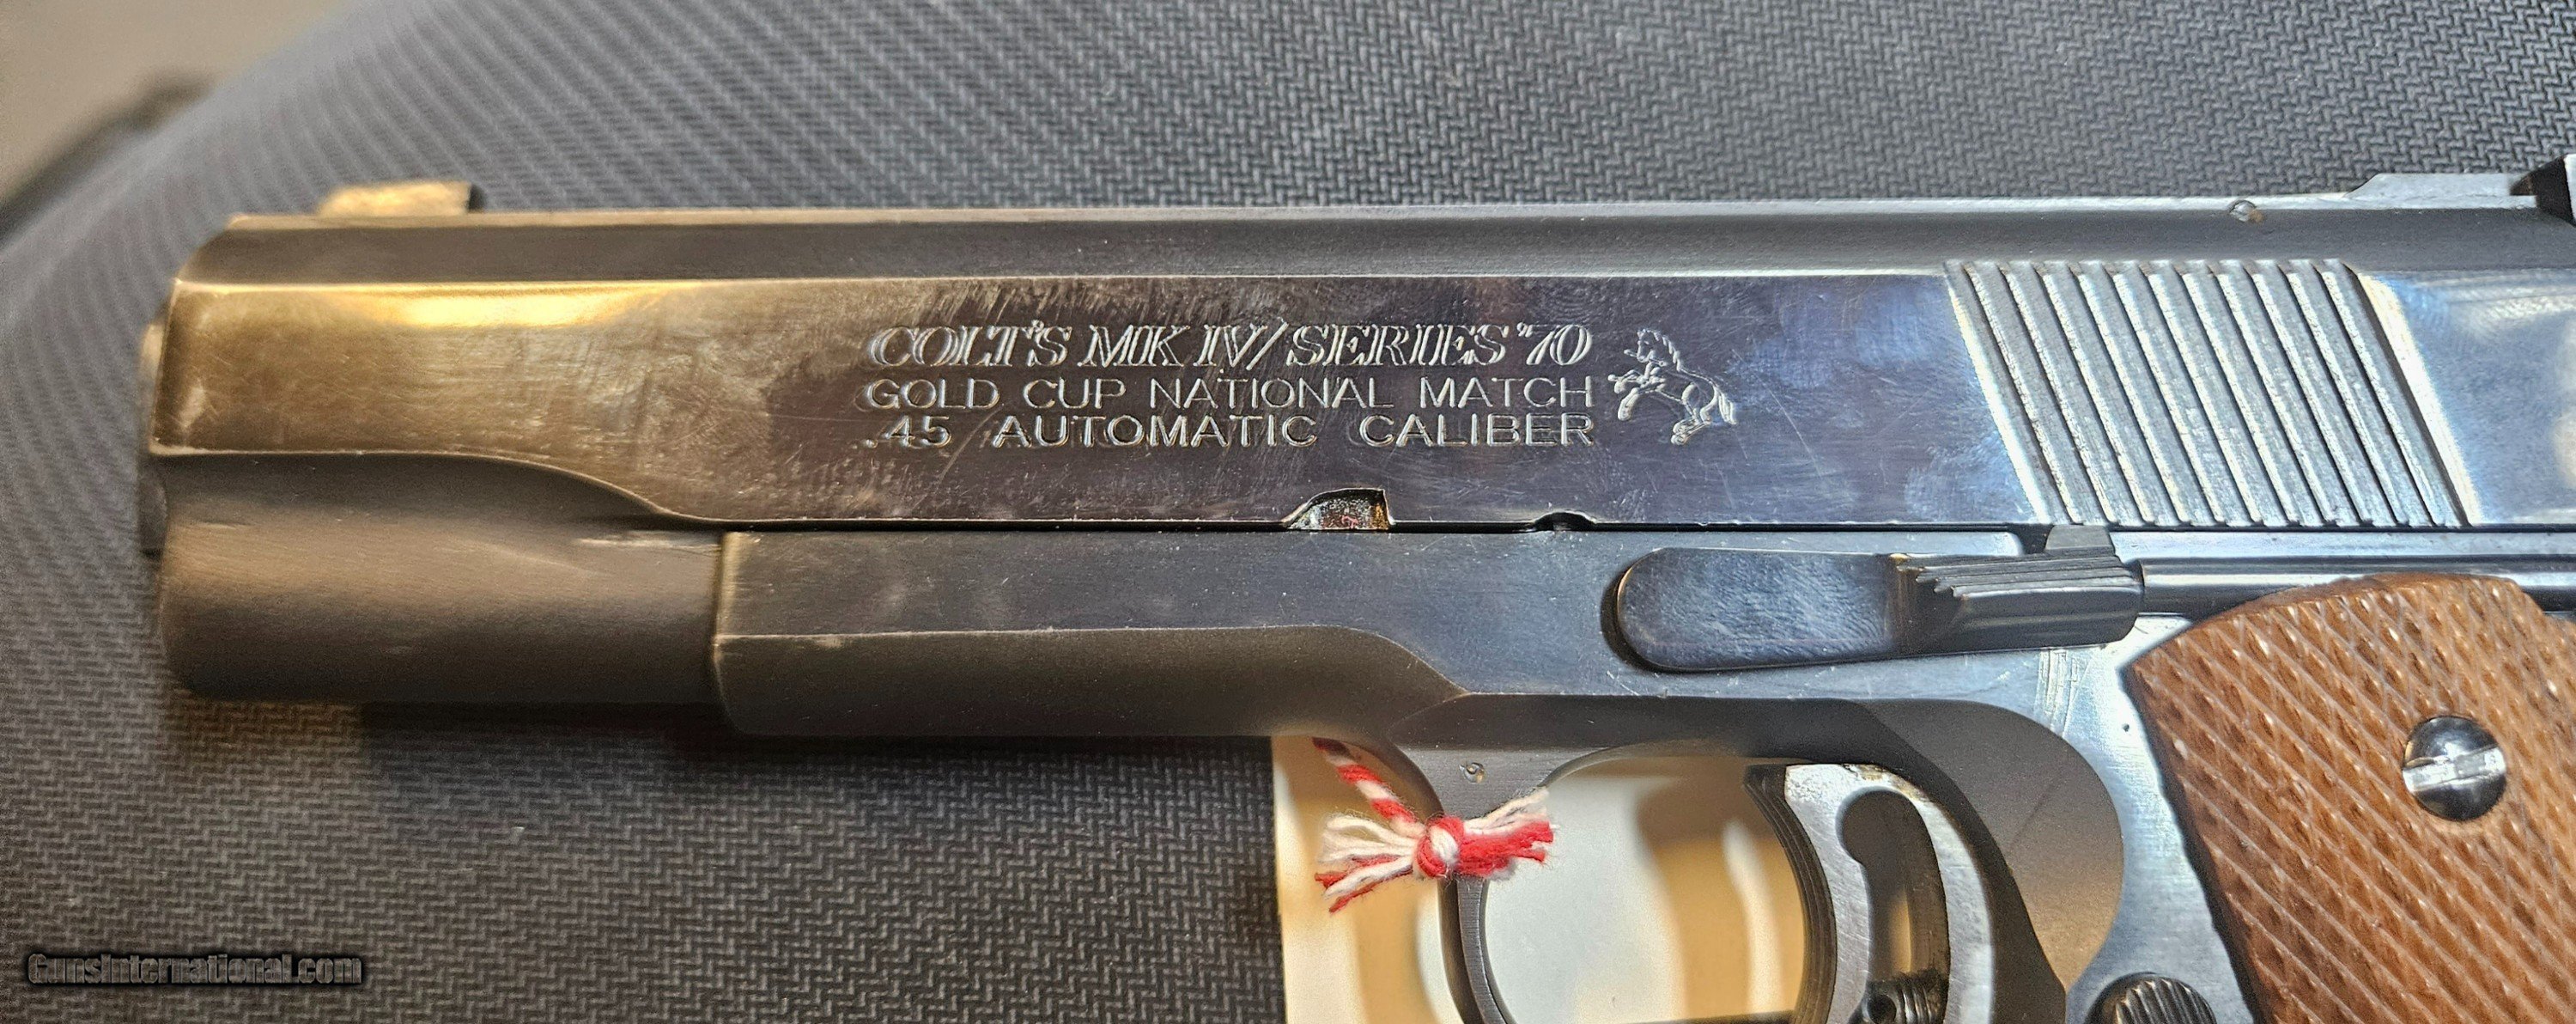 COLT'S MK IV/SERIES '70
GOLD CUP NATIONAL MATCH
.45 AUTOMATIC CALIBER
GunsInternational.com